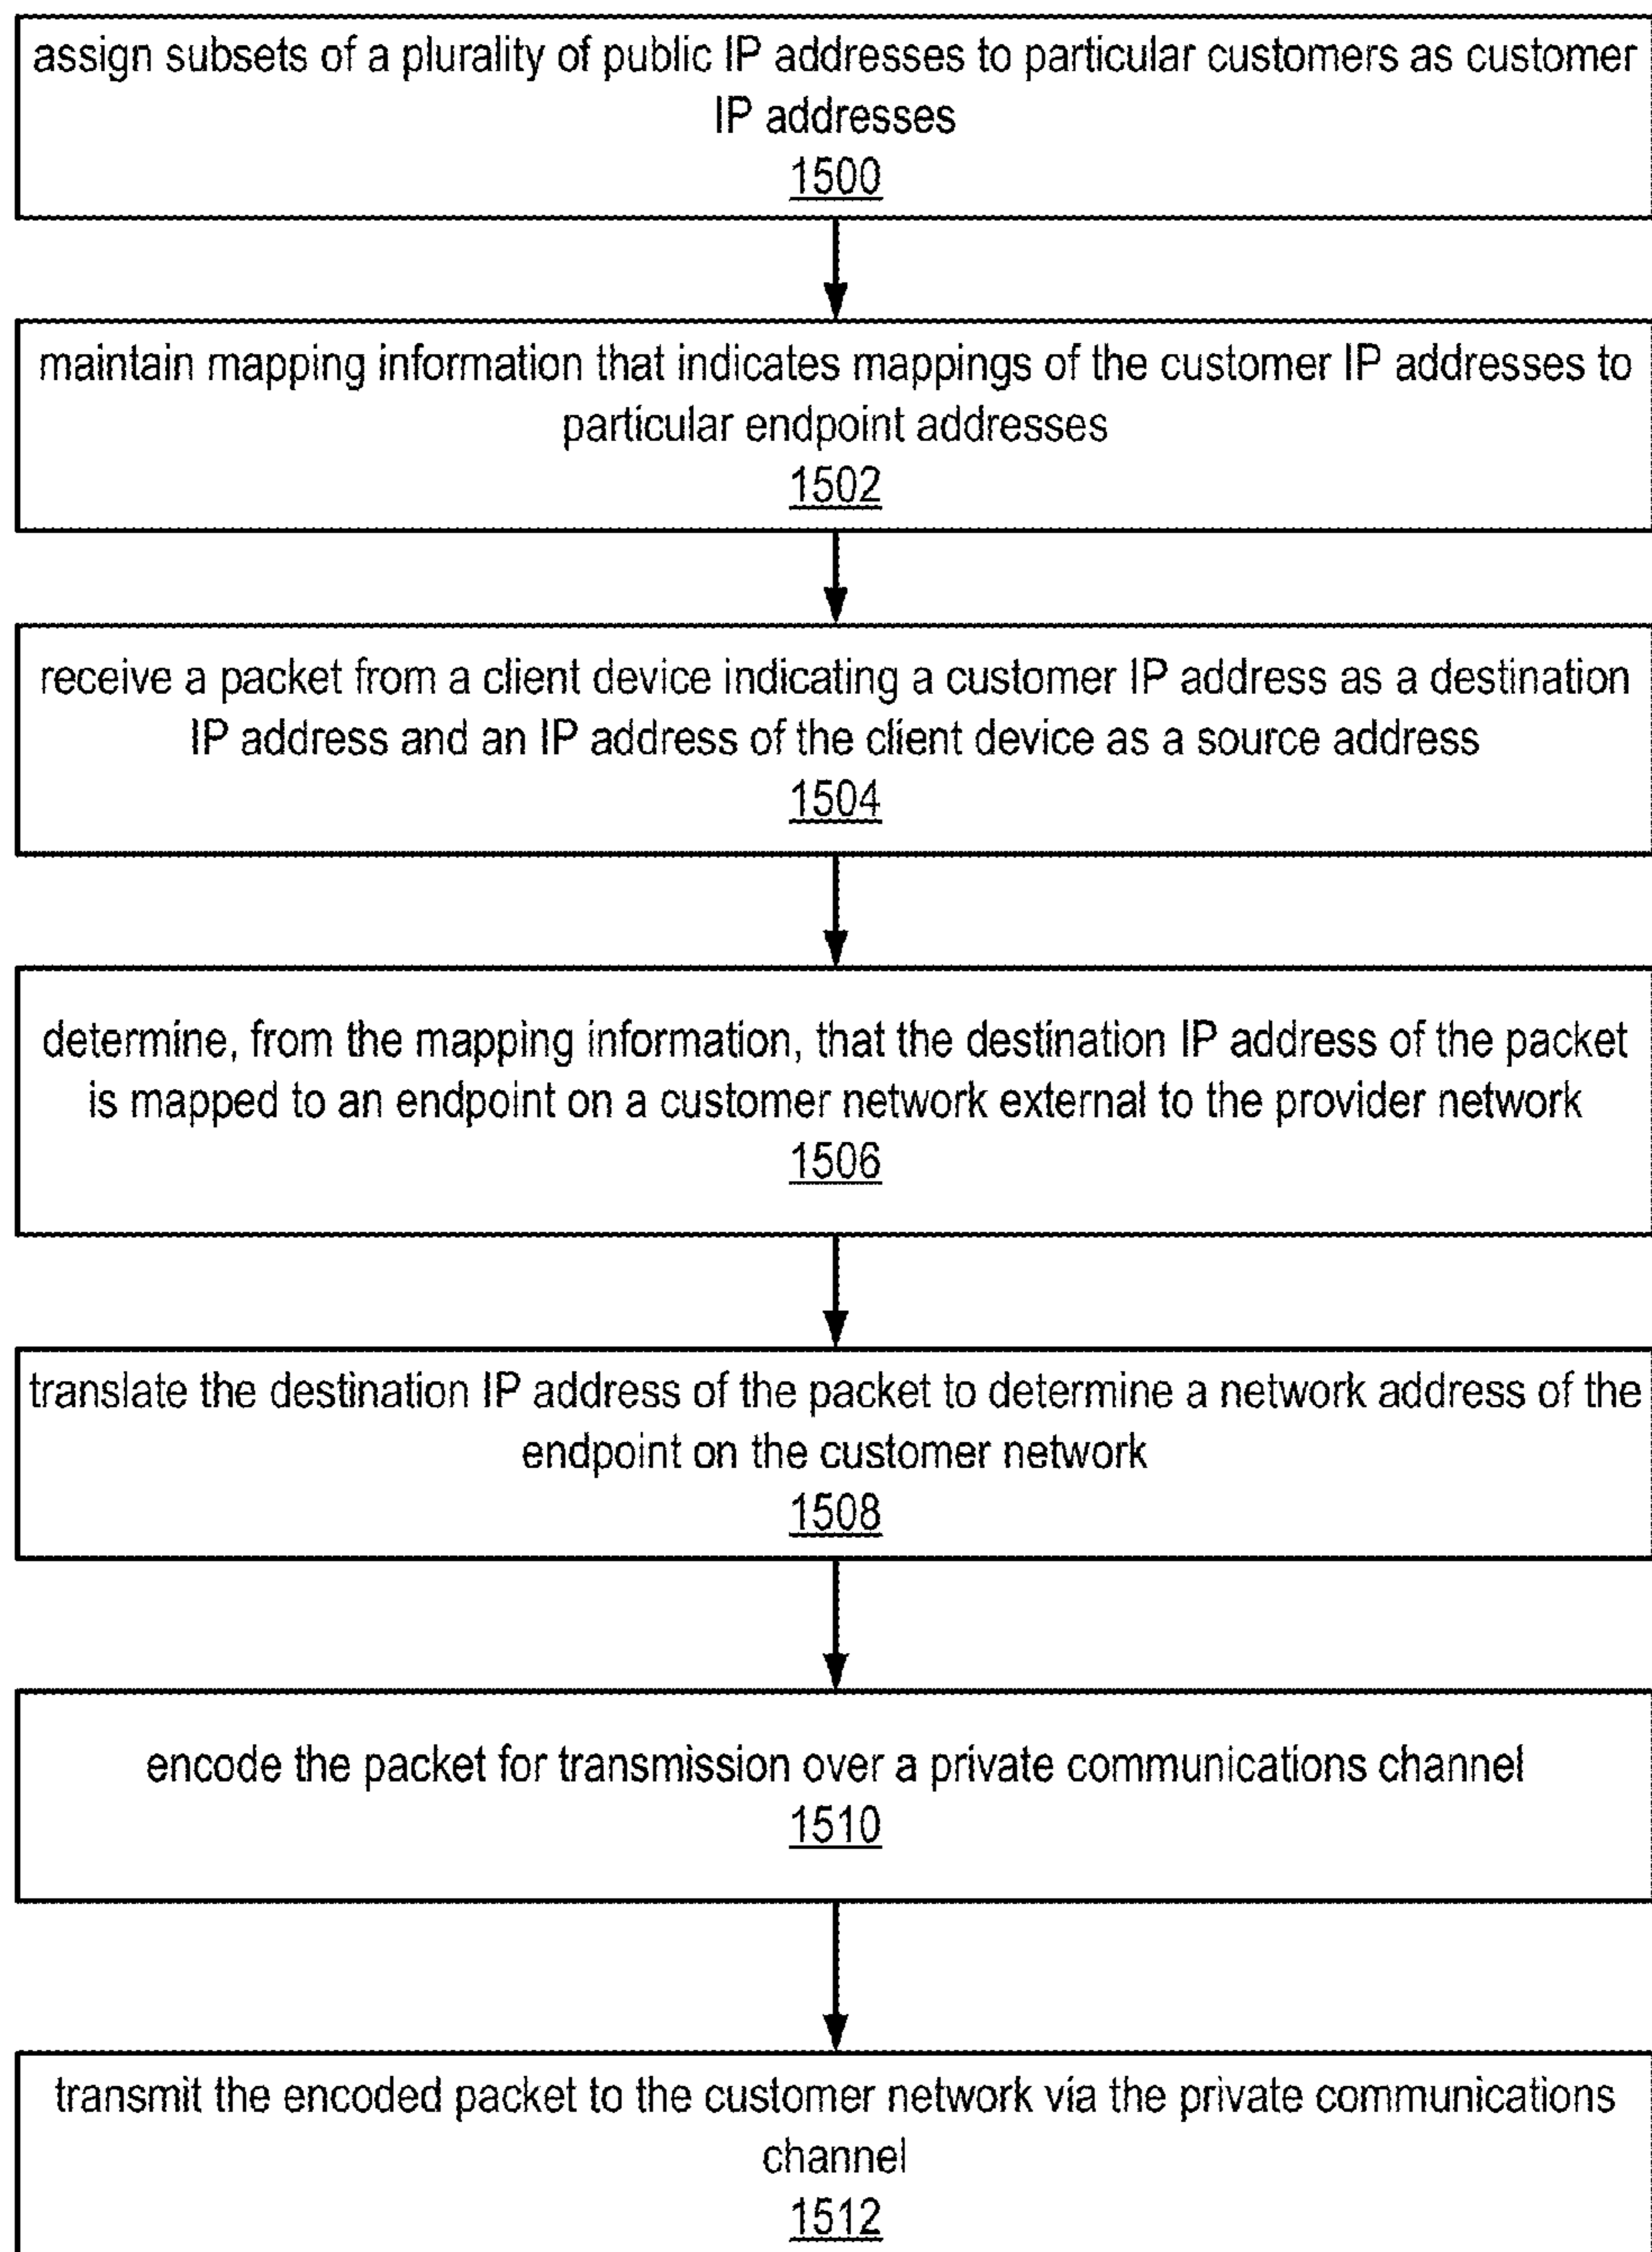 assign subsets of a plurality of public IP addresses to particular customers as customer
IP addresses
1500
maintain mapping information that indicates mappings of the customer IP addresses to
particular endpoint addresses
1502
receive a packet from a client device indicating a customer IP address as a destination
IP address and an IP address of the client device as a source address
1504
determine, from the mapping information, that the destination IP address of the packet
is mapped to an endpoint on a customer network external to the provider network
1506
translate the destination IP address of the packet to determine a network address of the
endpoint on the customer network
1508
encode the packet for transmission over a private communications channel
1510
transmit the encoded packet to the customer network via the private communications
channel
1512